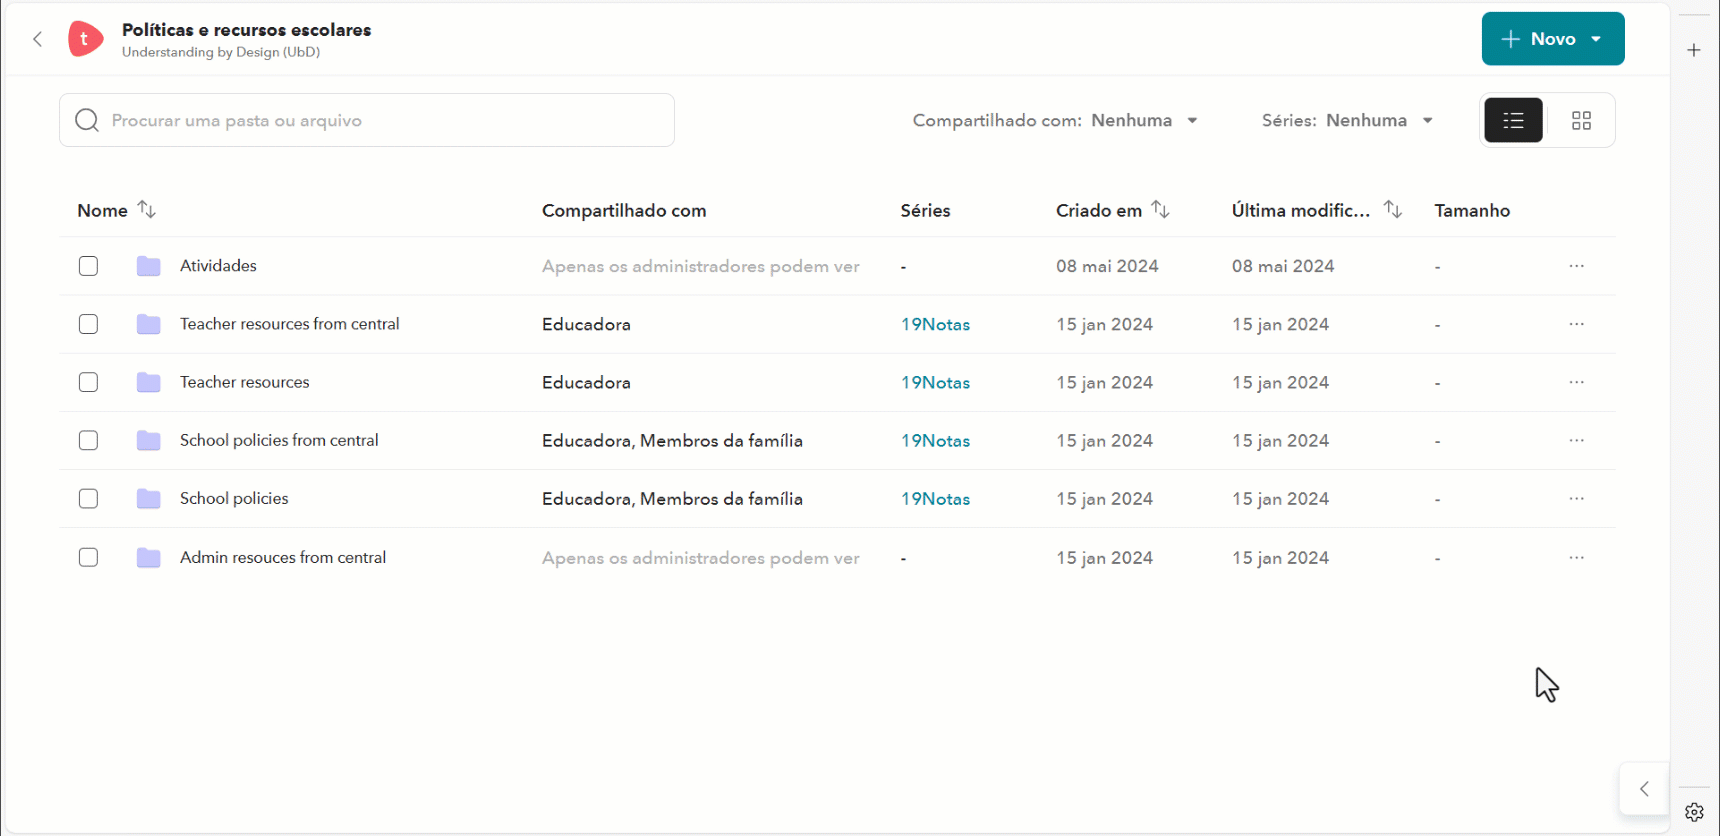 t
Políticas e recursos escolares
Understanding by Design (UbD)
Novo
Procurar uma pasta ou arquivo
Compartilhado com: Nenhuma
Séries: Nenhuma
Nome Compartilhado com Séries Criado em Última modific... Tamanho
Atividades Apenas os administradores podem ver - 08 mai 2024 08 mai 2024 - ...
Teacher resources from central Educadora 19Notas 15 jan 2024 15 jan 2024 - ...
Teacher resources Educadora 19Notas 15 jan 2024 15 jan 2024 - ...
School policies from central Educadora, Membros da família 19Notas 15 jan 2024 15 jan 2024 - ...
School policies Educadora, Membros da família 19Notas 15 jan 2024 15 jan 2024 - ...
Admin resouces from central Apenas os administradores podem ver - 15 jan 2024 15 jan 2024 - ...